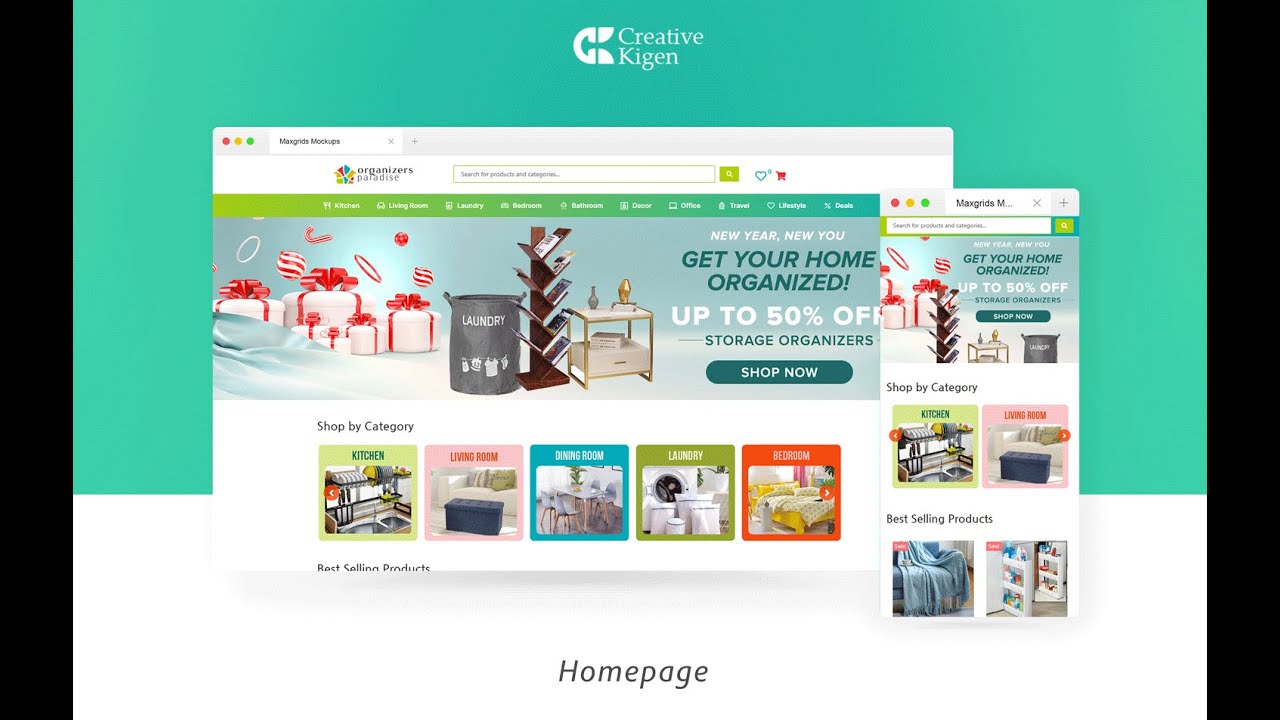 Creative
Kigen
Maxgrids Mockups
organizers
paradise
Search for products and categories...
0
Kitchen Living Room Laundry Bedroom Bathroom Decor Office Travel Lifestyle Deals
NEW YEAR, NEW YOU
GET YOUR HOME
ORGANIZED!
UP TO 50% OFF
STORAGE ORGANIZERS
SHOP NOW
LAUNDRY
Shop by Category
KITCHEN LIVING ROOM DINING ROOM LAUNDRY BEDROOM
Best Selling Products
Maxgrids M...
Search for products and categories...
NEW YEAR, NEW YOU
GET YOUR HOME
ORGANIZED!
UP TO 50% OFF
STORAGE ORGANIZERS
SHOP NOW
LAUNDRY
Shop by Category
KITCHEN LIVING ROOM
Best Selling Products
Sale! Sale!
Homepage